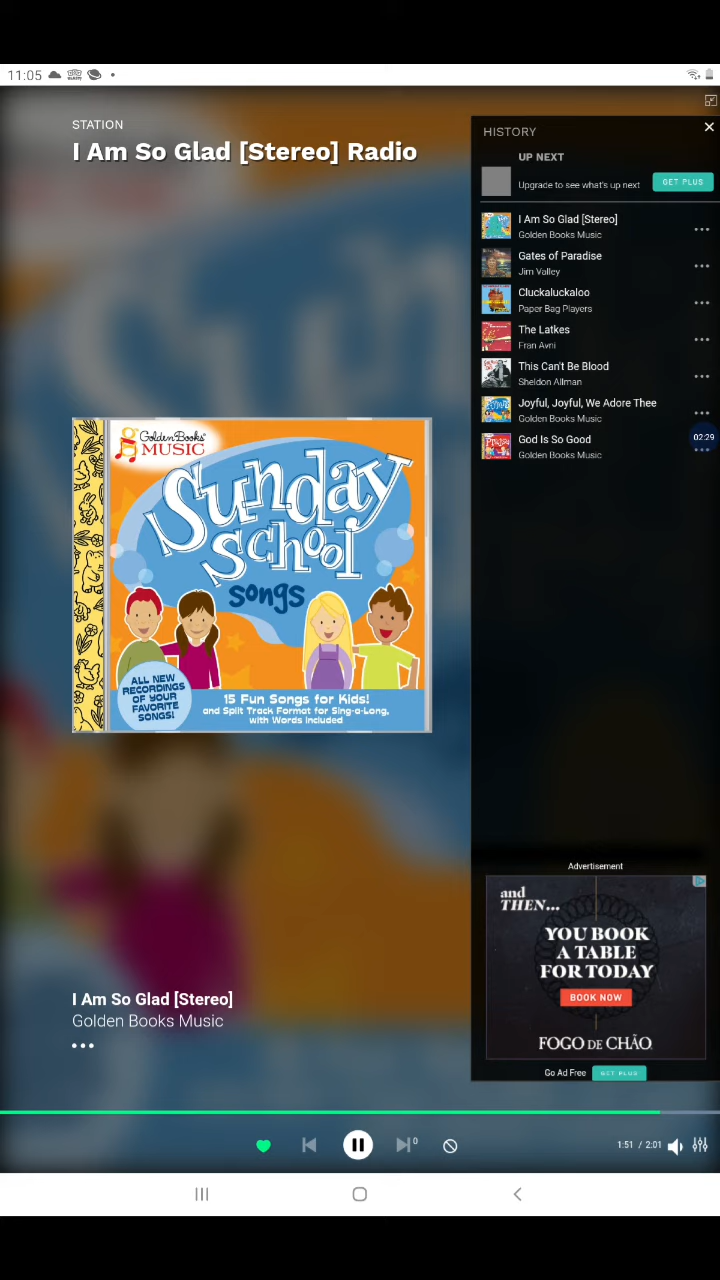 11:05
STATION
I Am So Glad [Stereo] Radio
HISTORY
UP NEXT
Upgrade to see what's up next
GET PLUS
I Am So Glad [Stereo]
Golden Books Music
Gates of Paradise
Jim Valley
Cluckaluckaloo
Paper Bag Players
The Latkes
Fran Avni
This Can't Be Blood
Sheldon Allman
Joyful, Joyful, We Adore Thee
Golden Books Music
02:29
God Is So Good
Golden Books Music
Golden Books
MUSIC
Sunday
School
songs
ALL NEW
RECORDINGS
OF YOUR
FAVORITE
SONGS!
15 Fun Songs for Kids!
and Split Track Format for Sing-a-Long,
with Words Included
Advertisement
and
THEN...
YOU BOOK
A TABLE
FOR TODAY
BOOK NOW
FOGO DE CHÃO
Go Ad Free
GET PLUS
I Am So Glad [Stereo]
Golden Books Music
0
1:51 / 2:01